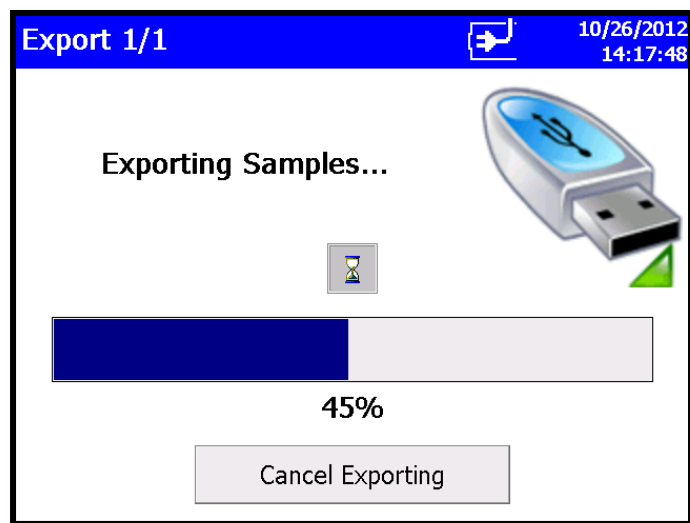 Export 1/1
10/26/2012
14:17:48
Exporting Samples...
45%
Cancel Exporting